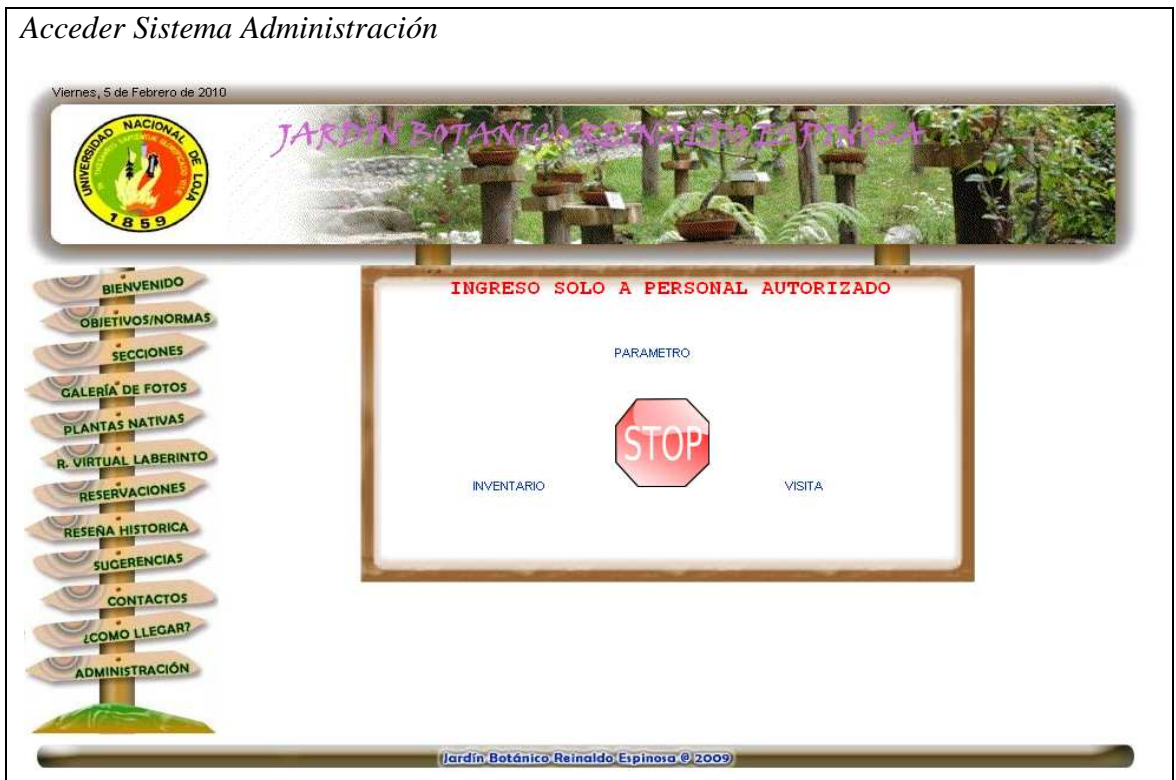 Acceder Sistema Administración
Viernes, 5 de Febrero de 2010
UNIVERSIDAD NACIONAL DE LOJA
1859
JARDÍN BOTANICO REINALDO ESPINOSA
BIENVENIDO
OBJETIVOS/NORMAS
SECCIONES
GALERÍA DE FOTOS
PLANTAS NATIVAS
R. VIRTUAL LABERINTO
RESERVACIONES
RESEÑA HISTORICA
SUGERENCIAS
CONTACTOS
¿COMO LLEGAR?
ADMINISTRACIÓN
INGRESO SOLO A PERSONAL AUTORIZADO
PARAMETRO
STOP
INVENTARIO VISITA
Jardín Botánico Reinaldo Espinosa @ 2009